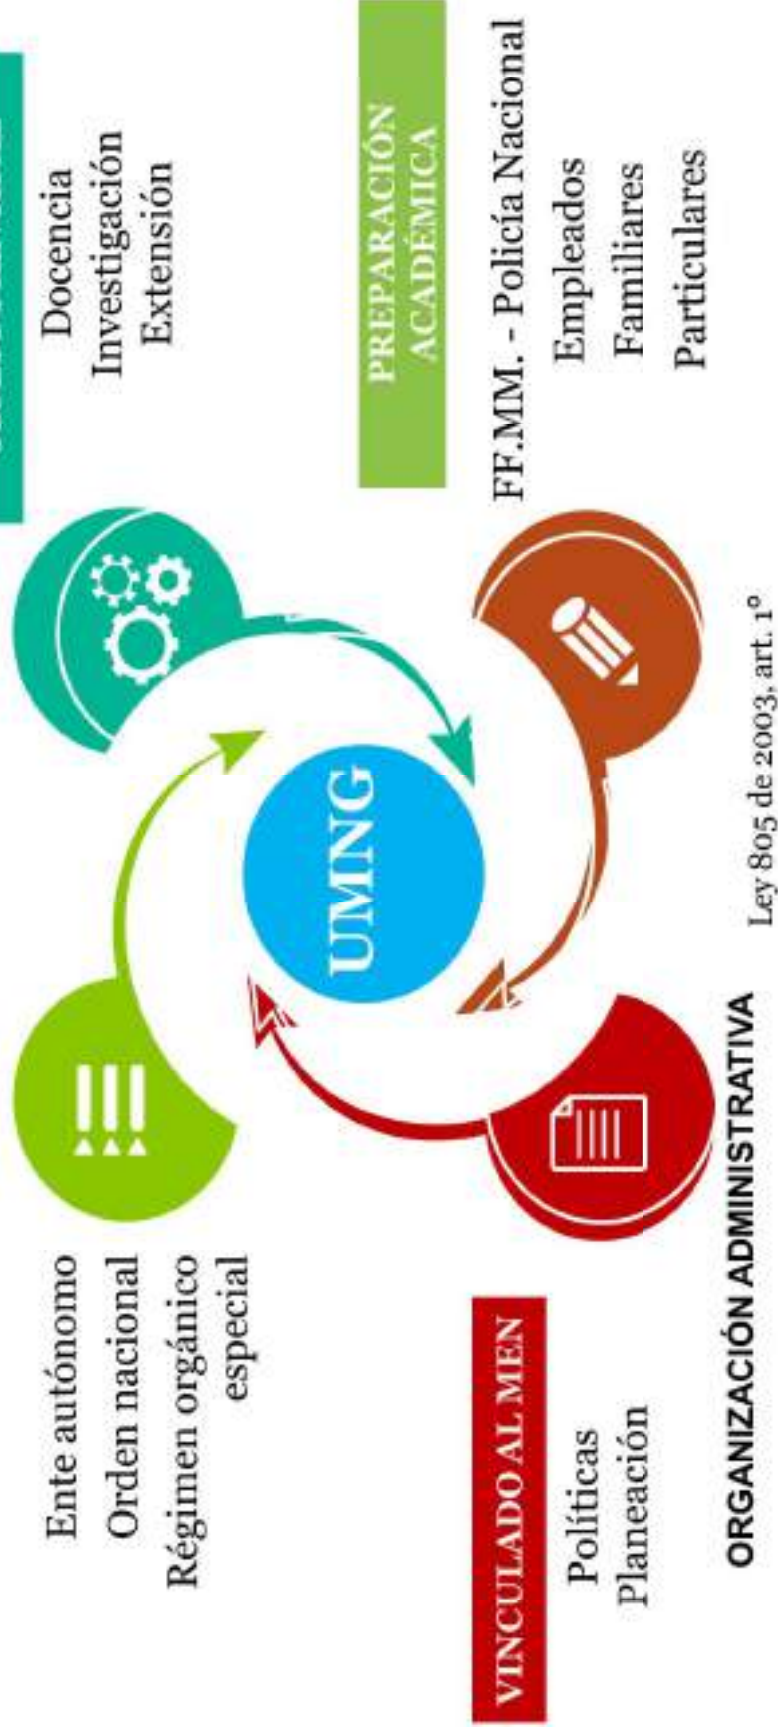 Ente autónomo
Orden nacional
Régimen orgánico
especial
Docencia
Investigación
Extensión
UMNG
VINCULADO AL MEN
Políticas
Planeación
PREPARACIÓN
ACADÉMICA
FF.MM. - Policía Nacional
Empleados
Familiares
Particulares
Ley 805 de 2003, art. 1º
ORGANIZACIÓN ADMINISTRATIVA